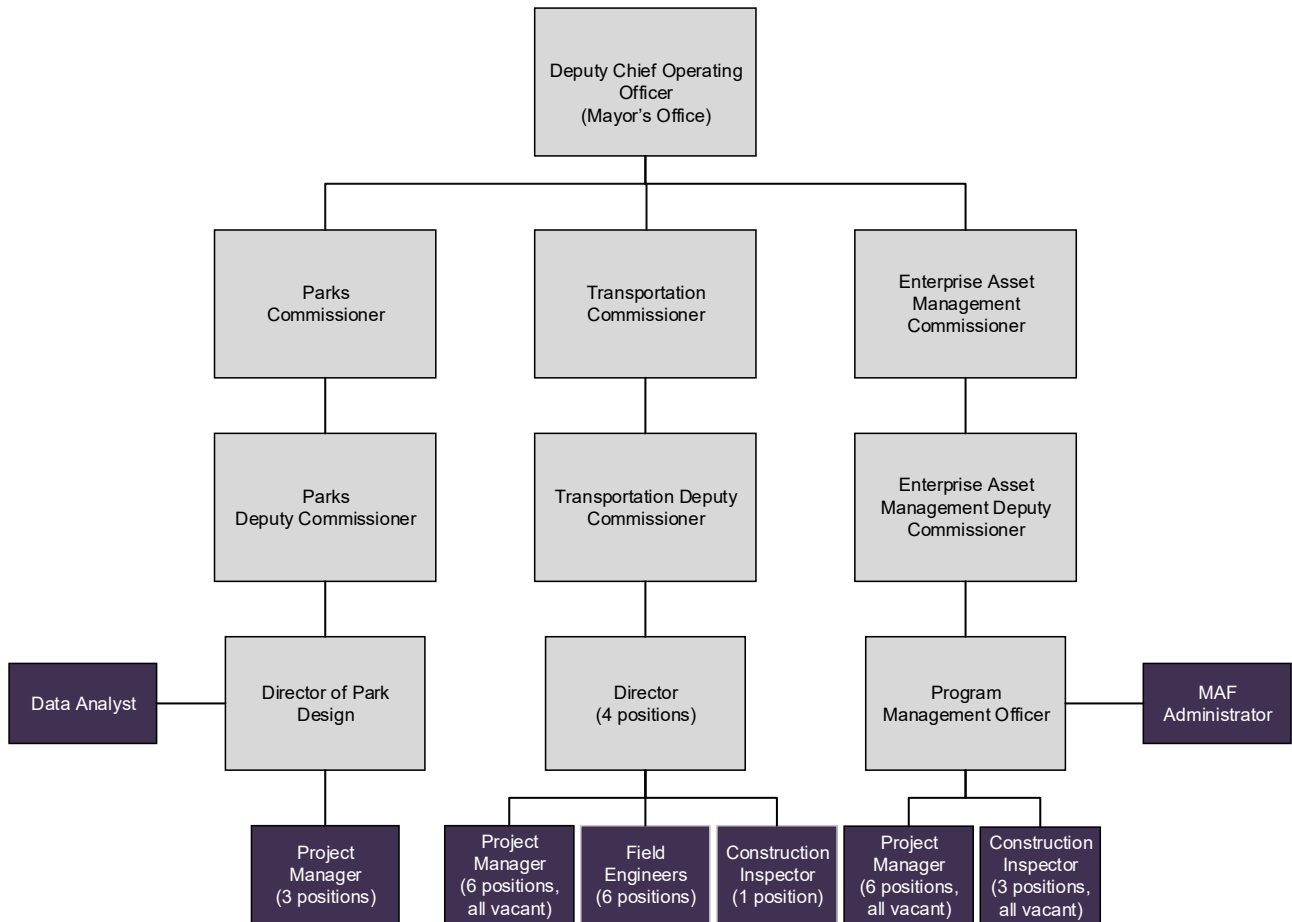 Deputy Chief Operating
Officer
(Mayor's Office)
Parks
Commissioner
Transportation
Commissioner
Enterprise Asset
Management
Commissioner
Parks
Deputy Commissioner
Transportation Deputy
Commissioner
Enterprise Asset
Management Deputy
Commissioner
Data Analyst
Director of Park
Design
Director
(4 positions)
Program
Management Officer
MAF
Administrator
Project
Manager
(3 positions)
Project
Manager
(6 positions,
all vacant)
Field
Engineers
(6 positions)
Construction
Inspector
(1 position)
Project
Manager
(6 positions,
all vacant)
Construction
Inspector
(3 positions,
all vacant)